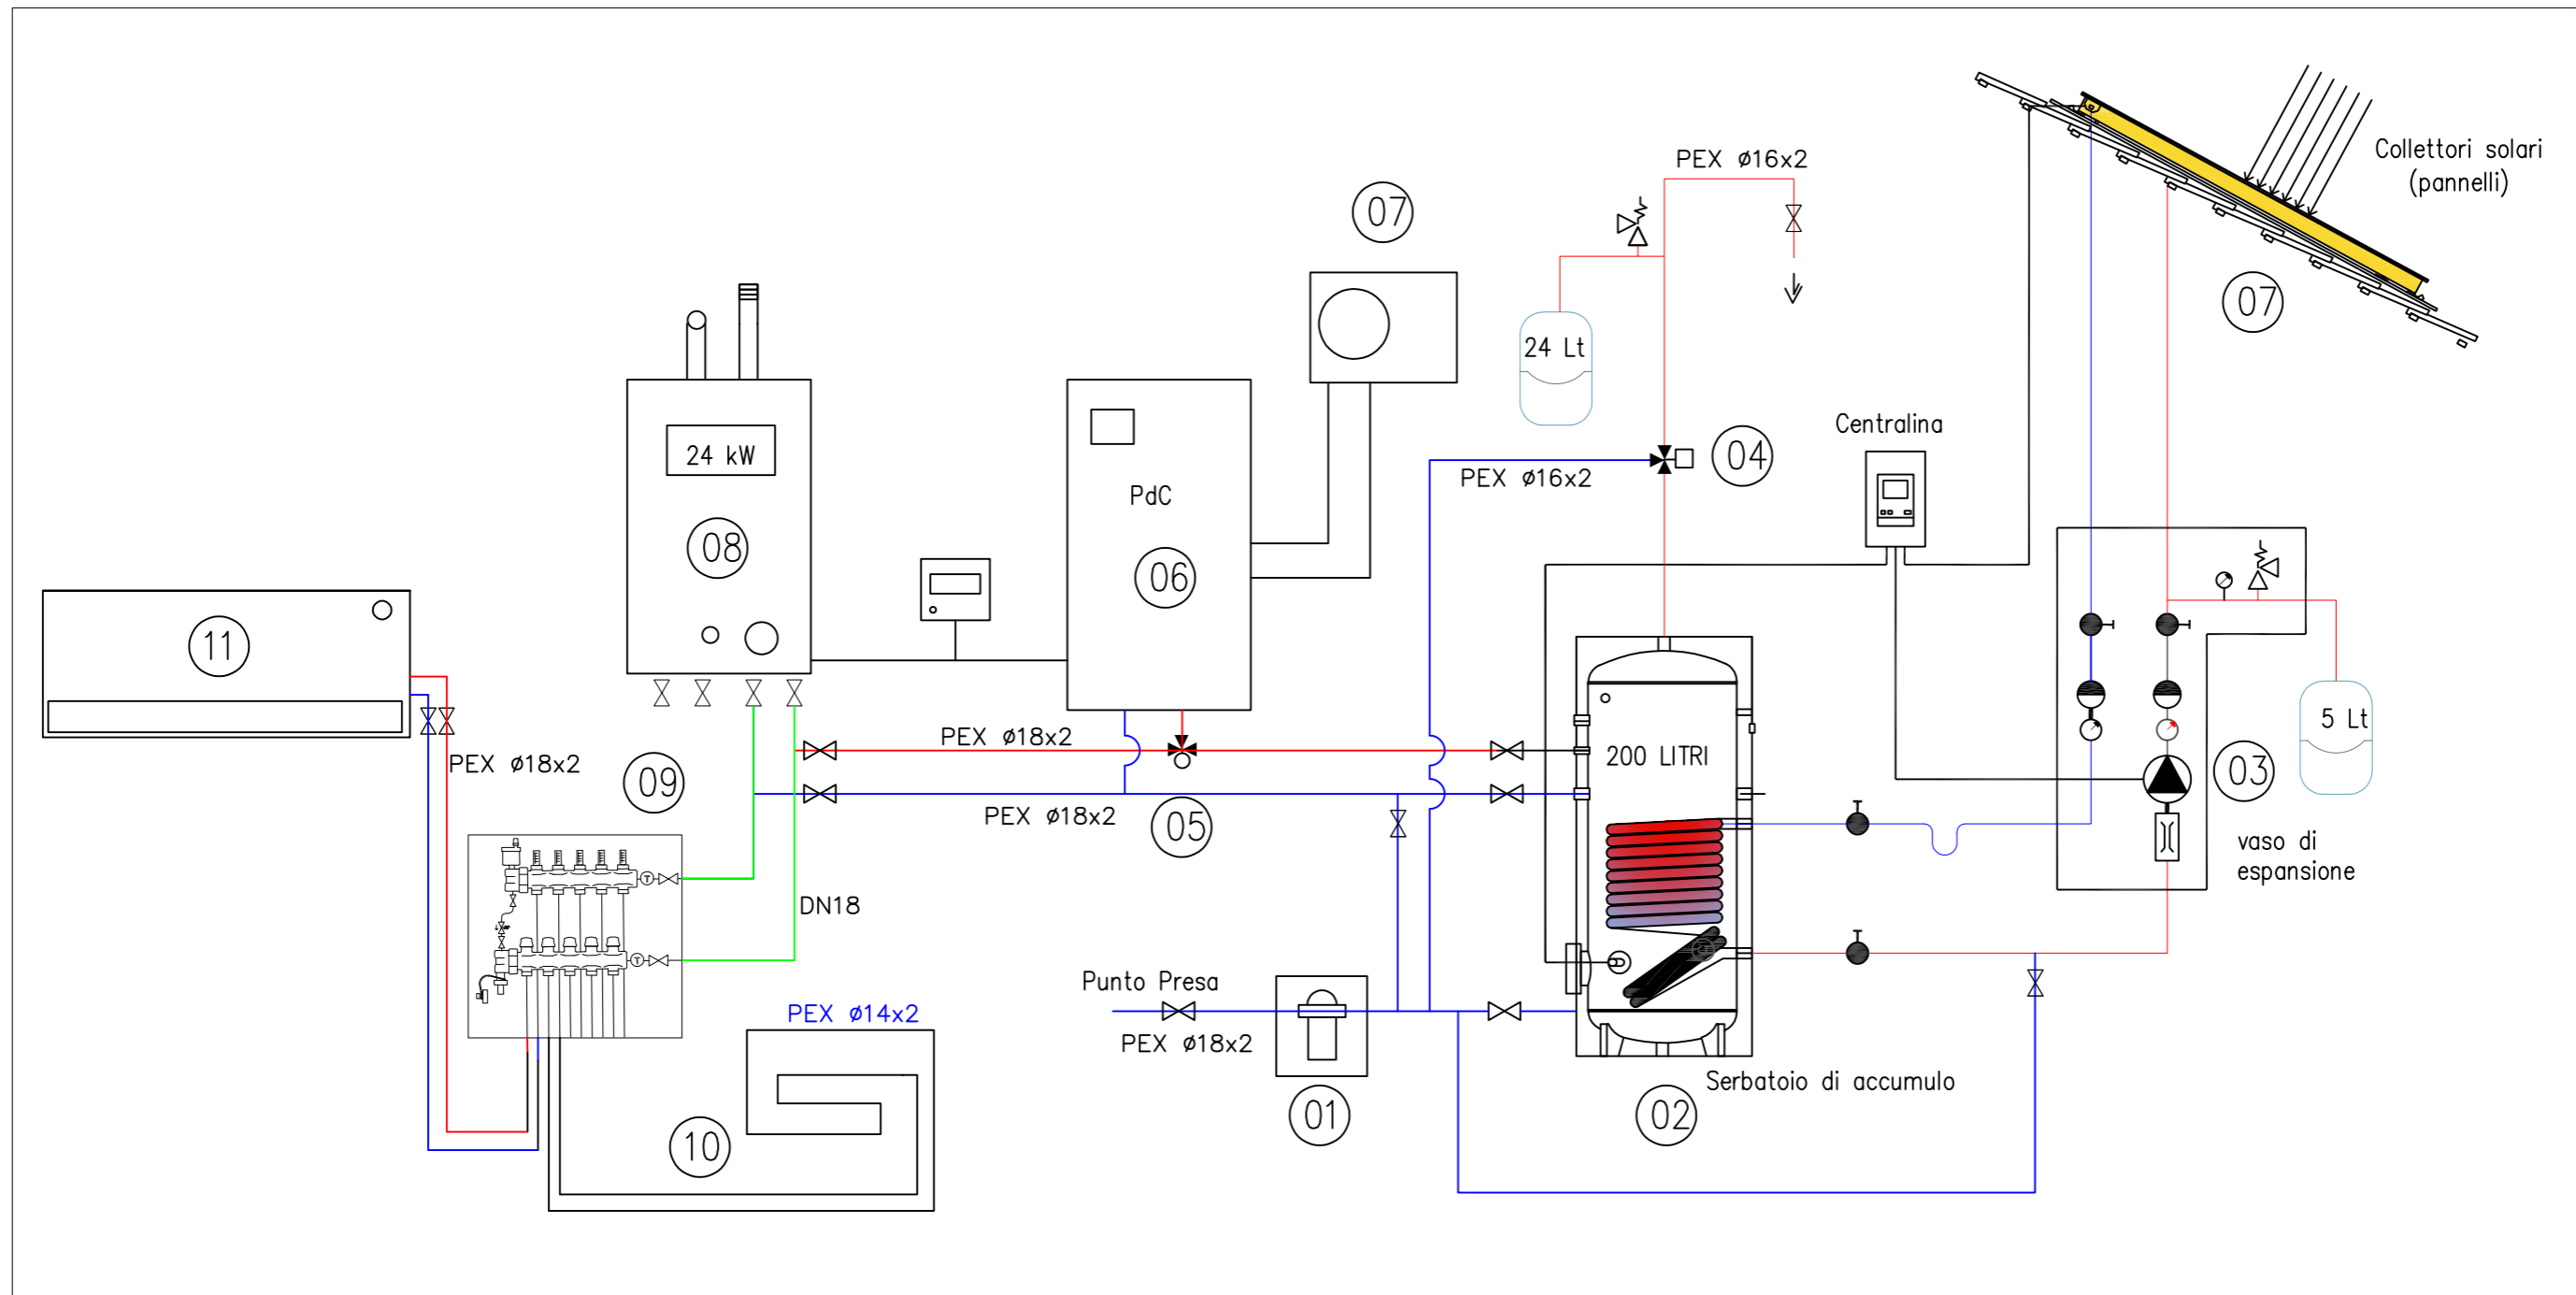 PEX ø16x2
Collettori solari
(pannelli)
07
07
24 Lt
Centralina
04
PEX ø16x2
24 kW
PdC
08
06
11
5 Lt
PEX ø18x2
200 LITRI
PEX ø18x2
09
03
PEX ø18x2
05
vaso di
espansione
T
DN18
T
Punto Presa
PEX ø14x2
PEX ø18x2
Serbatoio di accumulo
01
02
10